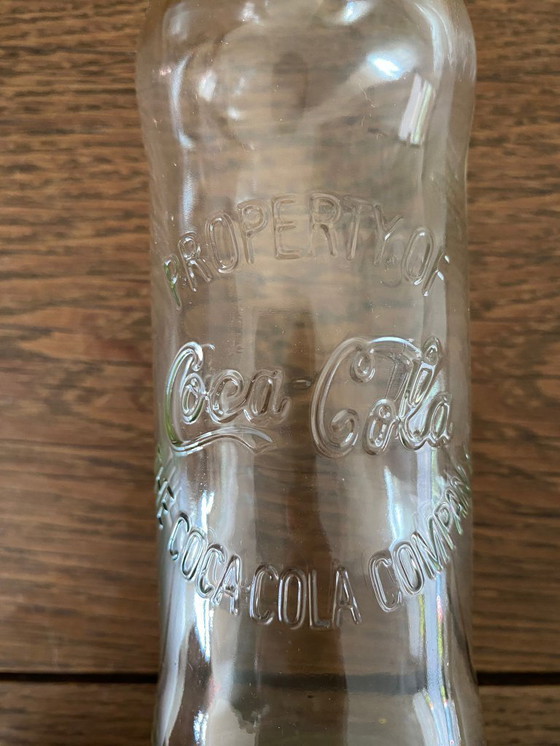 PROPERTY OF
Coca-Cola
THE COCA-COLA COMPANY